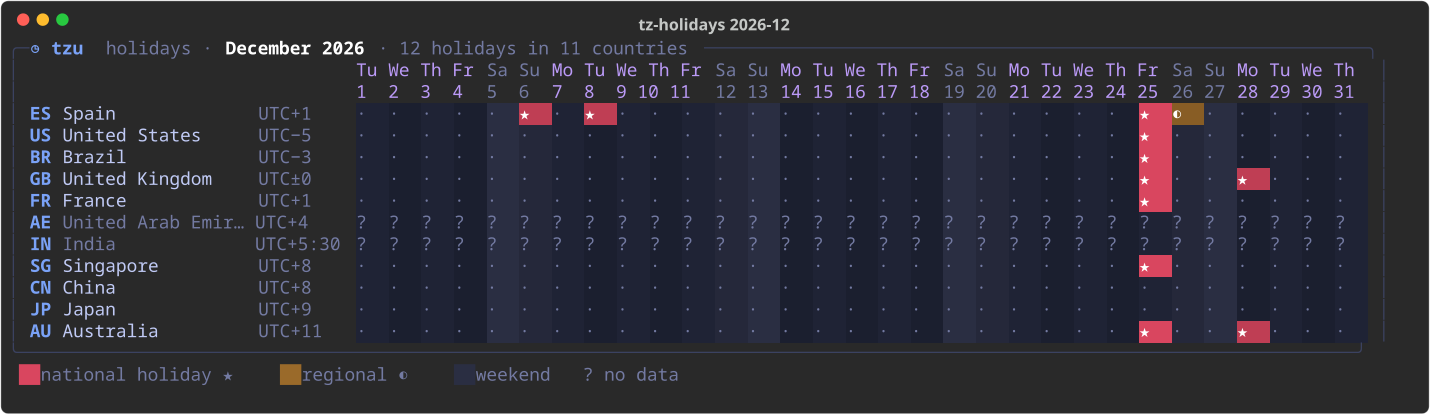 tz-holidays 2026-12
◔ tzu holidays · December 2026 · 12 holidays in 11 countries
Tu We Th Fr Sa Su Mo Tu We Th Fr Sa Su Mo Tu We Th Fr Sa Su Mo Tu We Th Fr Sa Su Mo Tu We Th
1 2 3 4 5 6 7 8 9 10 11 12 13 14 15 16 17 18 19 20 21 22 23 24 25 26 27 28 29 30 31
ES Spain UTC+1 · · · · · ★ · ★ · · · · · · · · · · · · · · · · ★ ◐ · · · · ·
US United States UTC−5 · · · · · · · · · · · · · · · · · · · · · · · · ★ · · · · · ·
BR Brazil UTC−3 · · · · · · · · · · · · · · · · · · · · · · · · ★ · · · · · ·
GB United Kingdom UTC±0 · · · · · · · · · · · · · · · · · · · · · · · · ★ · · ★ · · ·
FR France UTC+1 · · · · · · · · · · · · · · · · · · · · · · · · ★ · · · · · ·
AE United Arab Emir… UTC+4 ? ? ? ? ? ? ? ? ? ? ? ? ? ? ? ? ? ? ? ? ? ? ? ? ? ? ? ? ? ? ?
IN India UTC+5:30 ? ? ? ? ? ? ? ? ? ? ? ? ? ? ? ? ? ? ? ? ? ? ? ? ? ? ? ? ? ? ?
SG Singapore UTC+8 · · · · · · · · · · · · · · · · · · · · · · · · ★ · · · · · ·
CN China UTC+8 · · · · · · · · · · · · · · · · · · · · · · · · · · · · · · ·
JP Japan UTC+9 · · · · · · · · · · · · · · · · · · · · · · · · · · · · · · ·
AU Australia UTC+11 · · · · · · · · · · · · · · · · · · · · · · · · ★ · · ★ · · ·
national holiday ★ regional ◐ weekend ? no data